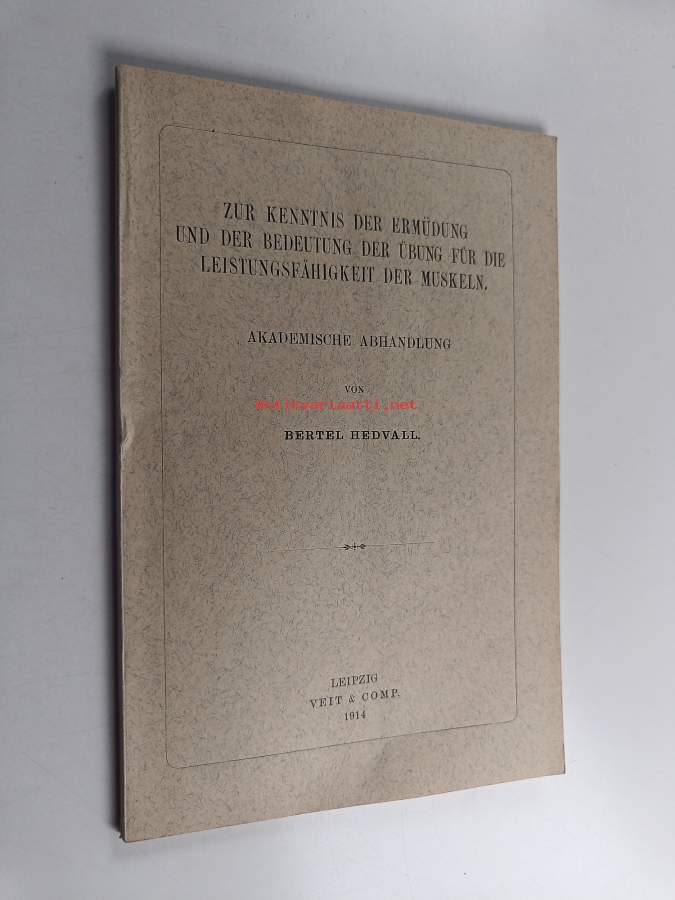 ZUR KENNTNIS DER ERMÜDUNG
UND DER BEDEUTUNG DER ÜBUNG FÜR DIE
LEISTUNGSFÄHIGKEIT DER MUSKELN.
AKADEMISCHE ABHANDLUNG
VON
antikvariaatti.net
BERTEL HEDVALL.
LEIPZIG
VEIT & COMP.
1914